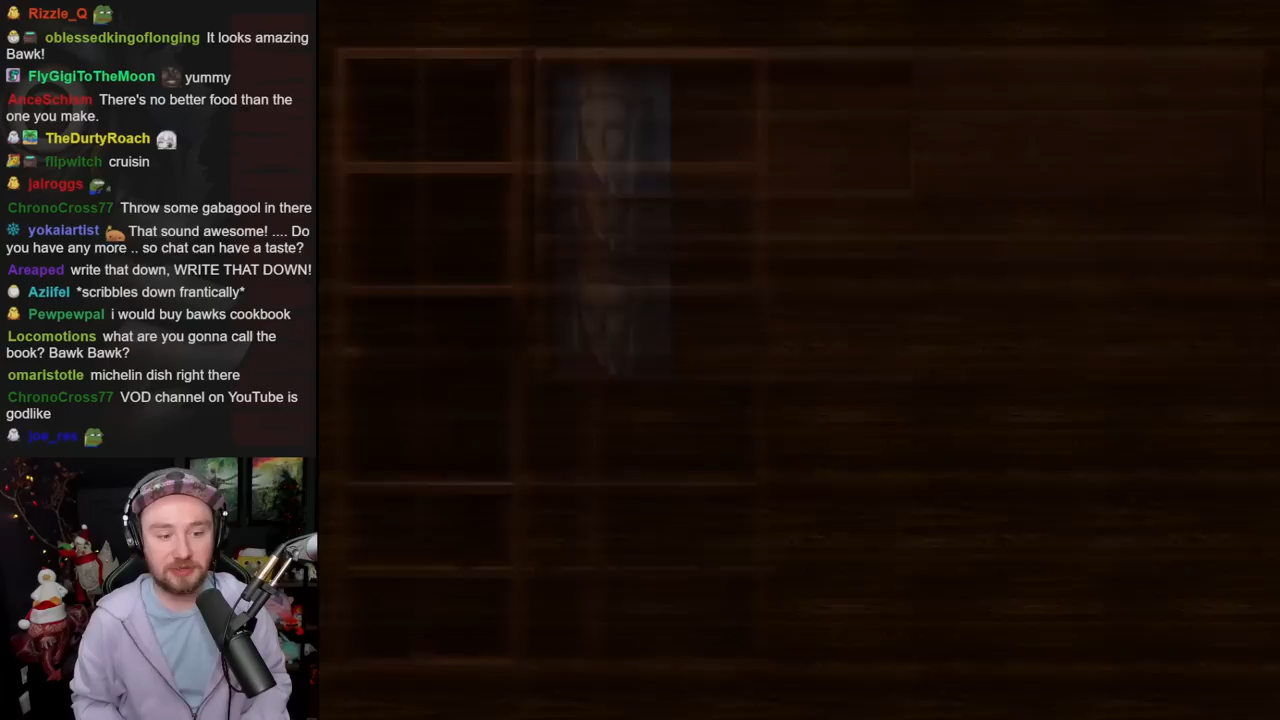 Rizzle_Q
oblessedkingoflonging It looks amazing
Bawk!
FlyGigiToTheMoon yummy
AnceSchism There's no better food than the
one you make.
TheDurtyRoach
flipwitch cruisin
jairoggs
ChronoCross77 Throw some gabagool in there
yokaiartist That sound awesome! .... Do
you have any more .. so chat can have a taste?
Areaped write that down, WRITE THAT DOWN!
Aziifel *scribbles down frantically*
Pewpewpal i would buy bawks cookbook
Locomotions what are you gonna call the
book? Bawk Bawk?
omaristotle michelin dish right there
ChronoCross77 VOD channel on YouTube is
godlike
joe_res